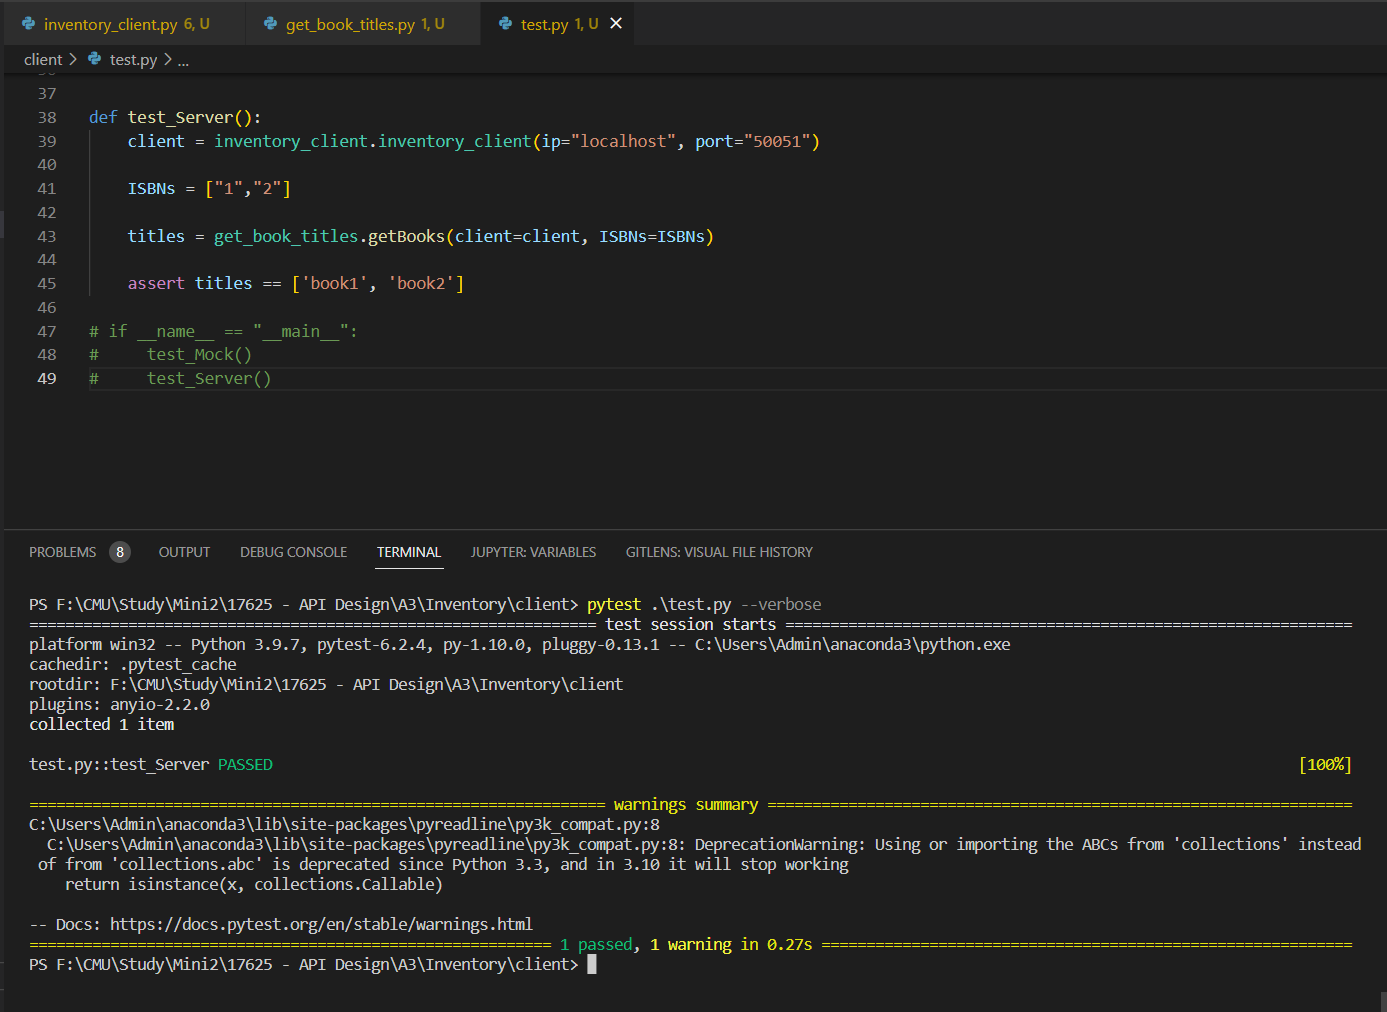 inventory_client.py 6, U
get_book_titles.py 1, U
test.py 1, U
client > test.py > ...
37
38 def test_Server():
39     client = inventory_client.inventory_client(ip="localhost", port="50051")
40
41     ISBNs = ["1","2"]
42
43     titles = get_book_titles.getBooks(client=client, ISBNs=ISBNs)
44
45     assert titles == ['book1', 'book2']
46
47 # if __name__ == "__main__":
48 #     test_Mock()
49 #     test_Server()
PROBLEMS 8 OUTPUT DEBUG CONSOLE TERMINAL JUPYTER: VARIABLES GITLENS: VISUAL FILE HISTORY
PS F:\CMU\Study\Mini2\17625 - API Design\A3\Inventory\client> pytest .\test.py --verbose
=============================================================== test session starts ===============================================================
platform win32 -- Python 3.9.7, pytest-6.2.4, py-1.10.0, pluggy-0.13.1 -- C:\Users\Admin\anaconda3\python.exe
cachedir: .pytest_cache
rootdir: F:\CMU\Study\Mini2\17625 - API Design\A3\Inventory\client
plugins: anyio-2.2.0
collected 1 item
test.py::test_Server PASSED [100%]
================================================================ warnings summary =================================================================
C:\Users\Admin\anaconda3\lib\site-packages\pyreadline\py3k_compat.py:8
  C:\Users\Admin\anaconda3\lib\site-packages\pyreadline\py3k_compat.py:8: DeprecationWarning: Using or importing the ABCs from 'collections' instead
 of from 'collections.abc' is deprecated since Python 3.3, and in 3.10 it will stop working
    return isinstance(x, collections.Callable)
-- Docs: https://docs.pytest.org/en/stable/warnings.html
========================================================== 1 passed, 1 warning in 0.27s ===========================================================
PS F:\CMU\Study\Mini2\17625 - API Design\A3\Inventory\client>